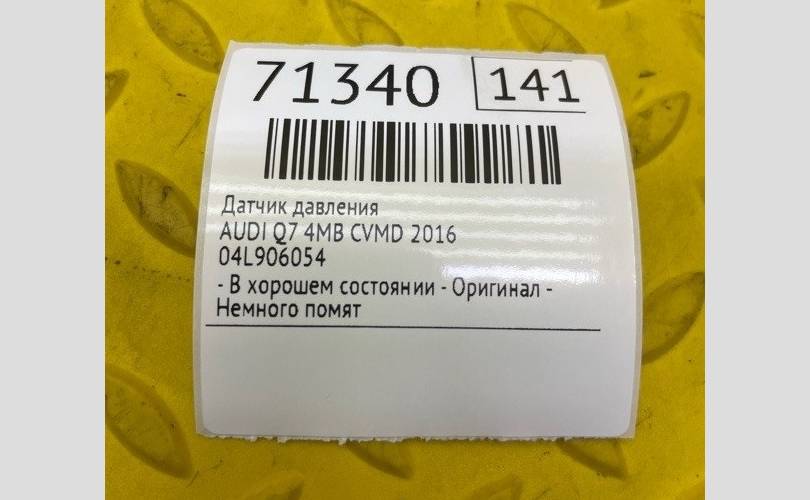 71340 141
Датчик давления
AUDI Q7 4MB CVMD 2016
04L906054
- В хорошем состоянии - Оригинал -
Немного помят